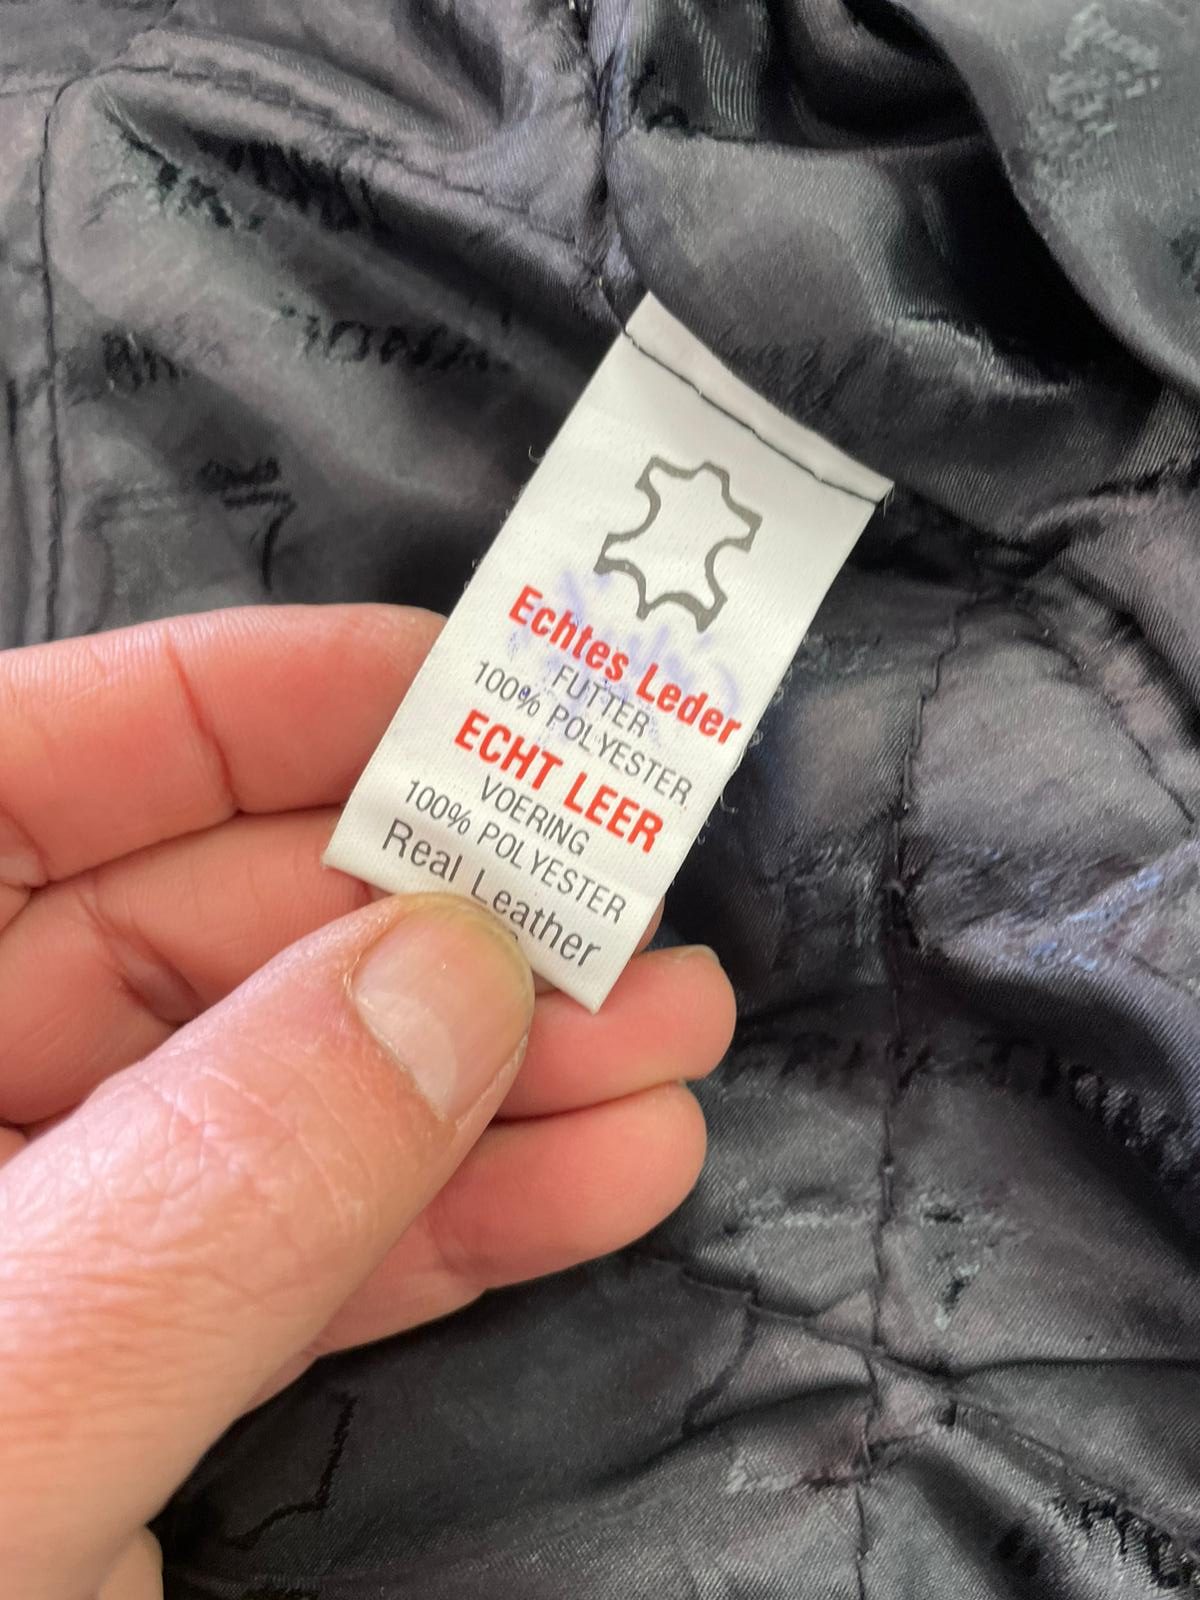 Echtes Leder
FUTTER
100% POLYESTER
ECHT LEER
VOERING
100% POLYESTER
Real Leather